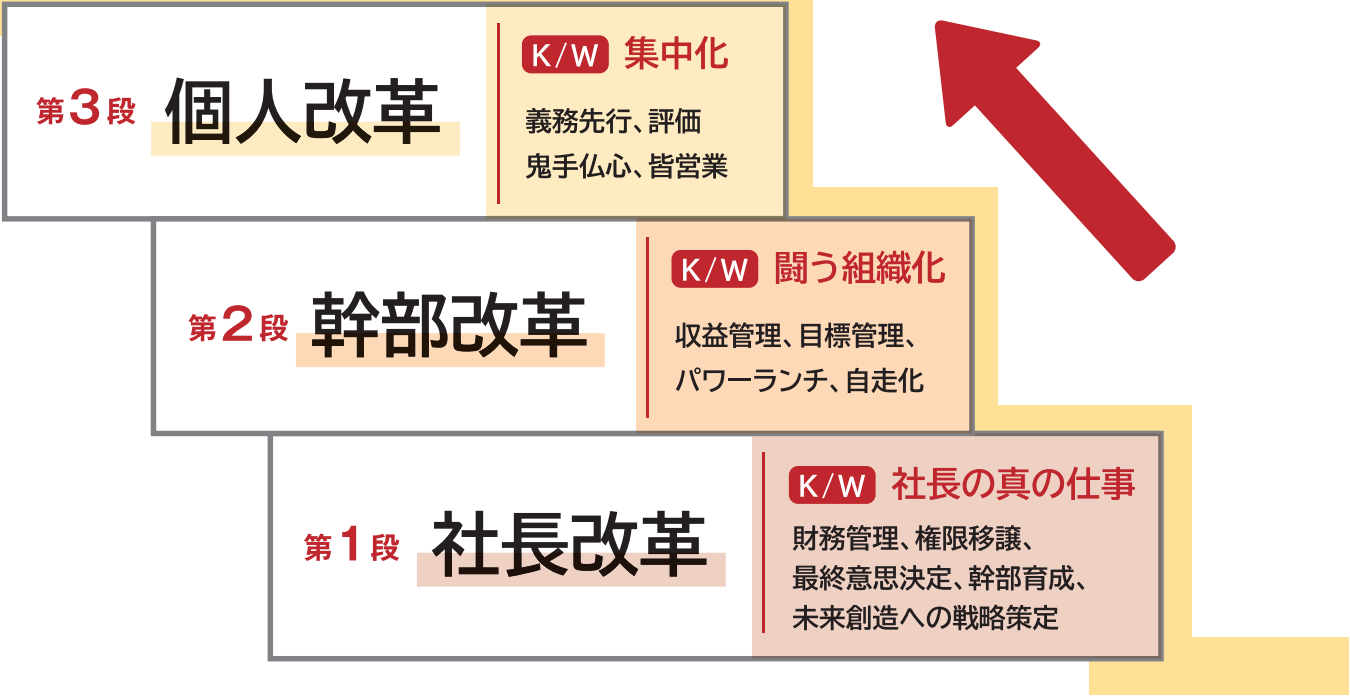 第3段 個人改革
K/W 集中化
義務先行、評価
鬼手仏心、皆営業
第2段 幹部改革
K/W 闘う組織化
収益管理、目標管理、
パワーランチ、自走化
第1段 社長改革
K/W 社長の真の仕事
財務管理、権限移譲、
最終意思決定、幹部育成、
未来創造への戦略策定